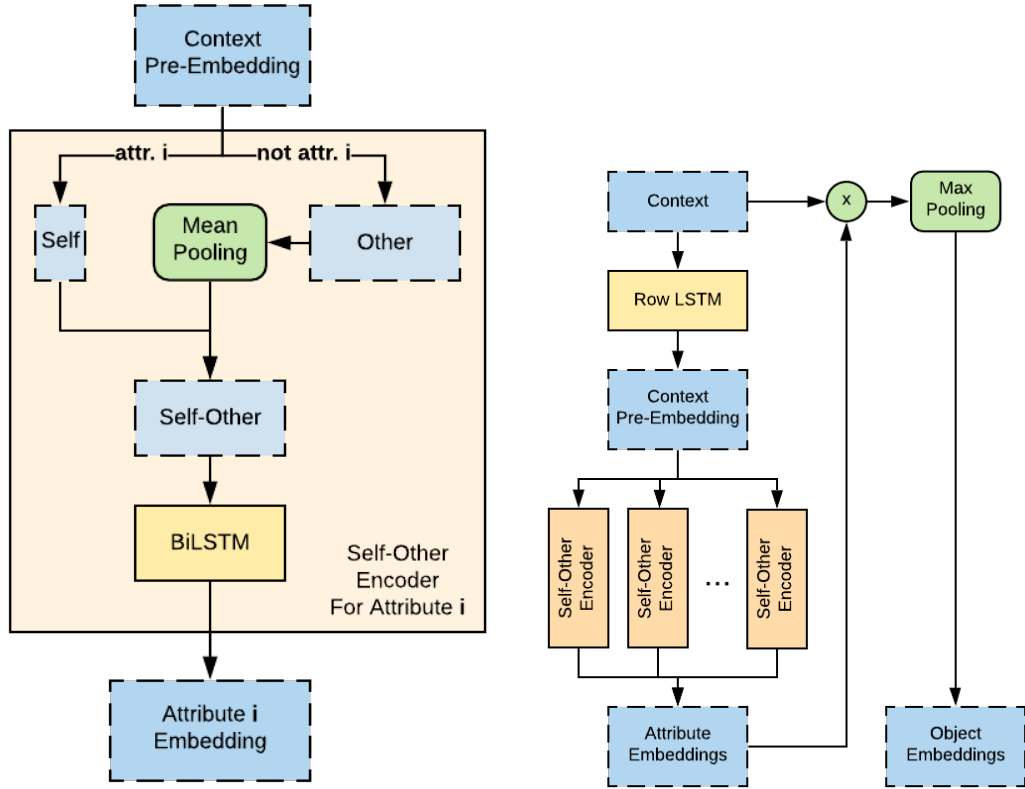 Context
Pre-Embedding
attr. i
not attr. i
Self
Mean
Pooling
Other
Self-Other
BiLSTM
Self-Other
Encoder
For Attribute i
Attribute i
Embedding
Context
x
Max
Pooling
Row LSTM
Context
Pre-Embedding
Self-Other
Encoder
Self-Other
Encoder
...
Self-Other
Encoder
Attribute
Embeddings
Object
Embeddings